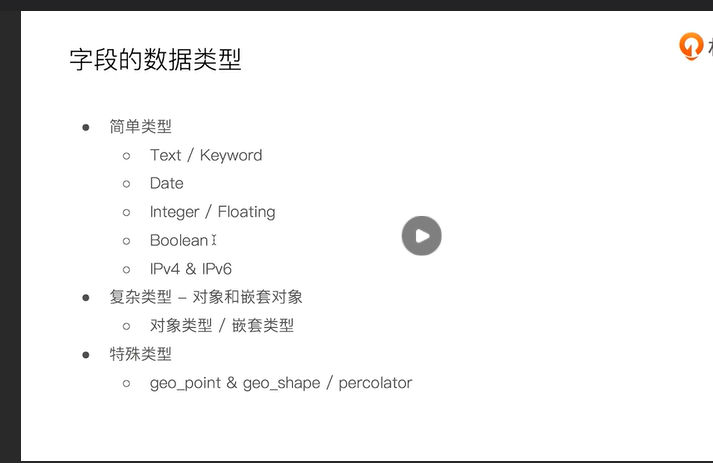 字段的数据类型
● 简单类型
○ Text / Keyword
○ Date
○ Integer / Floating
○ Boolean
○ IPv4 & IPv6
● 复杂类型 – 对象和嵌套对象
○ 对象类型 / 嵌套类型
● 特殊类型
○ geo_point & geo_shape / percolator